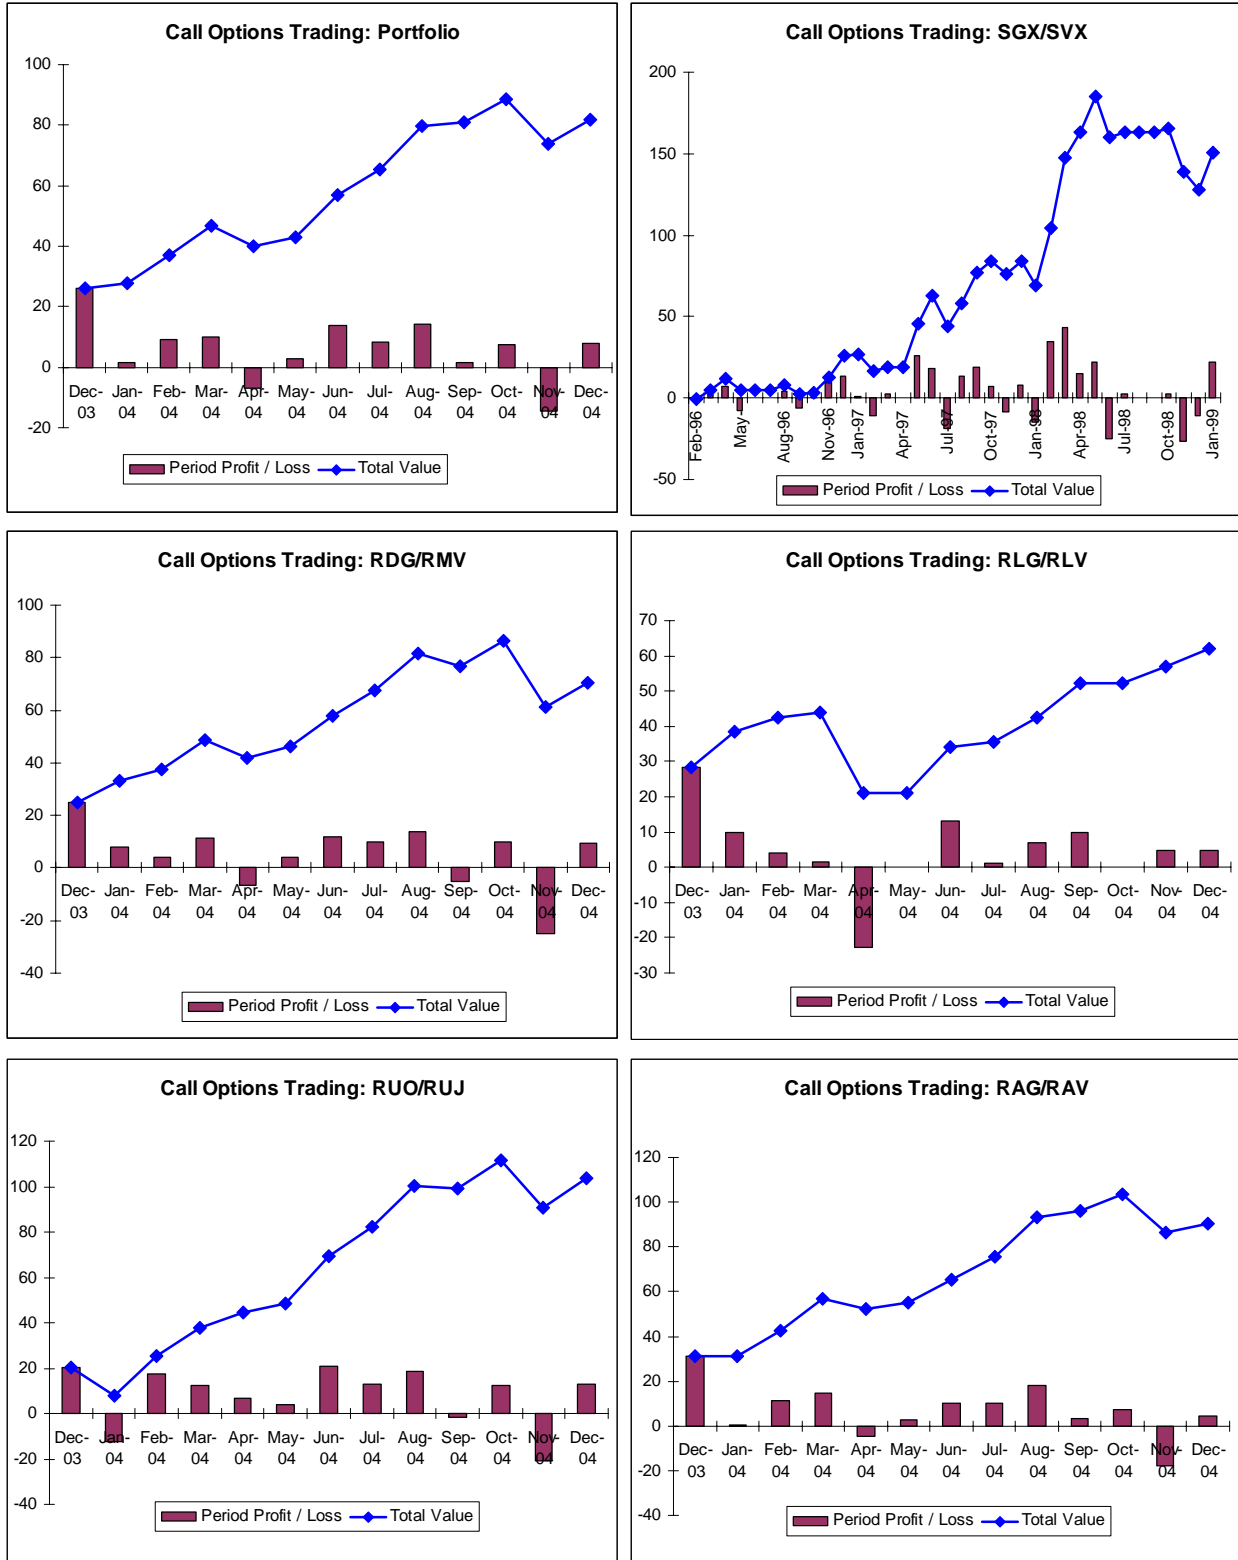 Call Options Trading: Portfolio
100
80
60
40
20
0
-20
Dec-03 Jan-04 Feb-04 Mar-04 Apr-04 May-04 Jun-04 Jul-04 Aug-04 Sep-04 Oct-04 Nov-04 Dec-04
Period Profit / Loss Total Value
Call Options Trading: SGX/SVX
200
150
100
50
0
-50
Feb-96 May- Aug-96 Nov-96 Jan-97 Apr-97 Jul-97 Oct-97 Jan-98 Apr-98 Jul-98 Oct-98 Jan-99
Period Profit / Loss Total Value
Call Options Trading: RDG/RMV
100
80
60
40
20
0
-20
-40
Dec-03 Jan-04 Feb-04 Mar-04 Apr-04 May-04 Jun-04 Jul-04 Aug-04 Sep-04 Oct-04 Nov-04 Dec-04
Period Profit / Loss Total Value
Call Options Trading: RLG/RLV
70
60
50
40
30
20
10
0
-10
-20
-30
Dec-03 Jan-04 Feb-04 Mar-04 Apr-04 May-04 Jun-04 Jul-04 Aug-04 Sep-04 Oct-04 Nov-04 Dec-04
Period Profit / Loss Total Value
Call Options Trading: RUO/RUJ
120
100
80
60
40
20
0
-20
-40
Dec-03 Jan-04 Feb-04 Mar-04 Apr-04 May-04 Jun-04 Jul-04 Aug-04 Sep-04 Oct-04 Nov-04 Dec-04
Period Profit / Loss Total Value
Call Options Trading: RAG/RAV
120
100
80
60
40
20
0
-20
-40
Dec-03 Jan-04 Feb-04 Mar-04 Apr-04 May-04 Jun-04 Jul-04 Aug-04 Sep-04 Oct-04 Nov-04 Dec-04
Period Profit / Loss Total Value